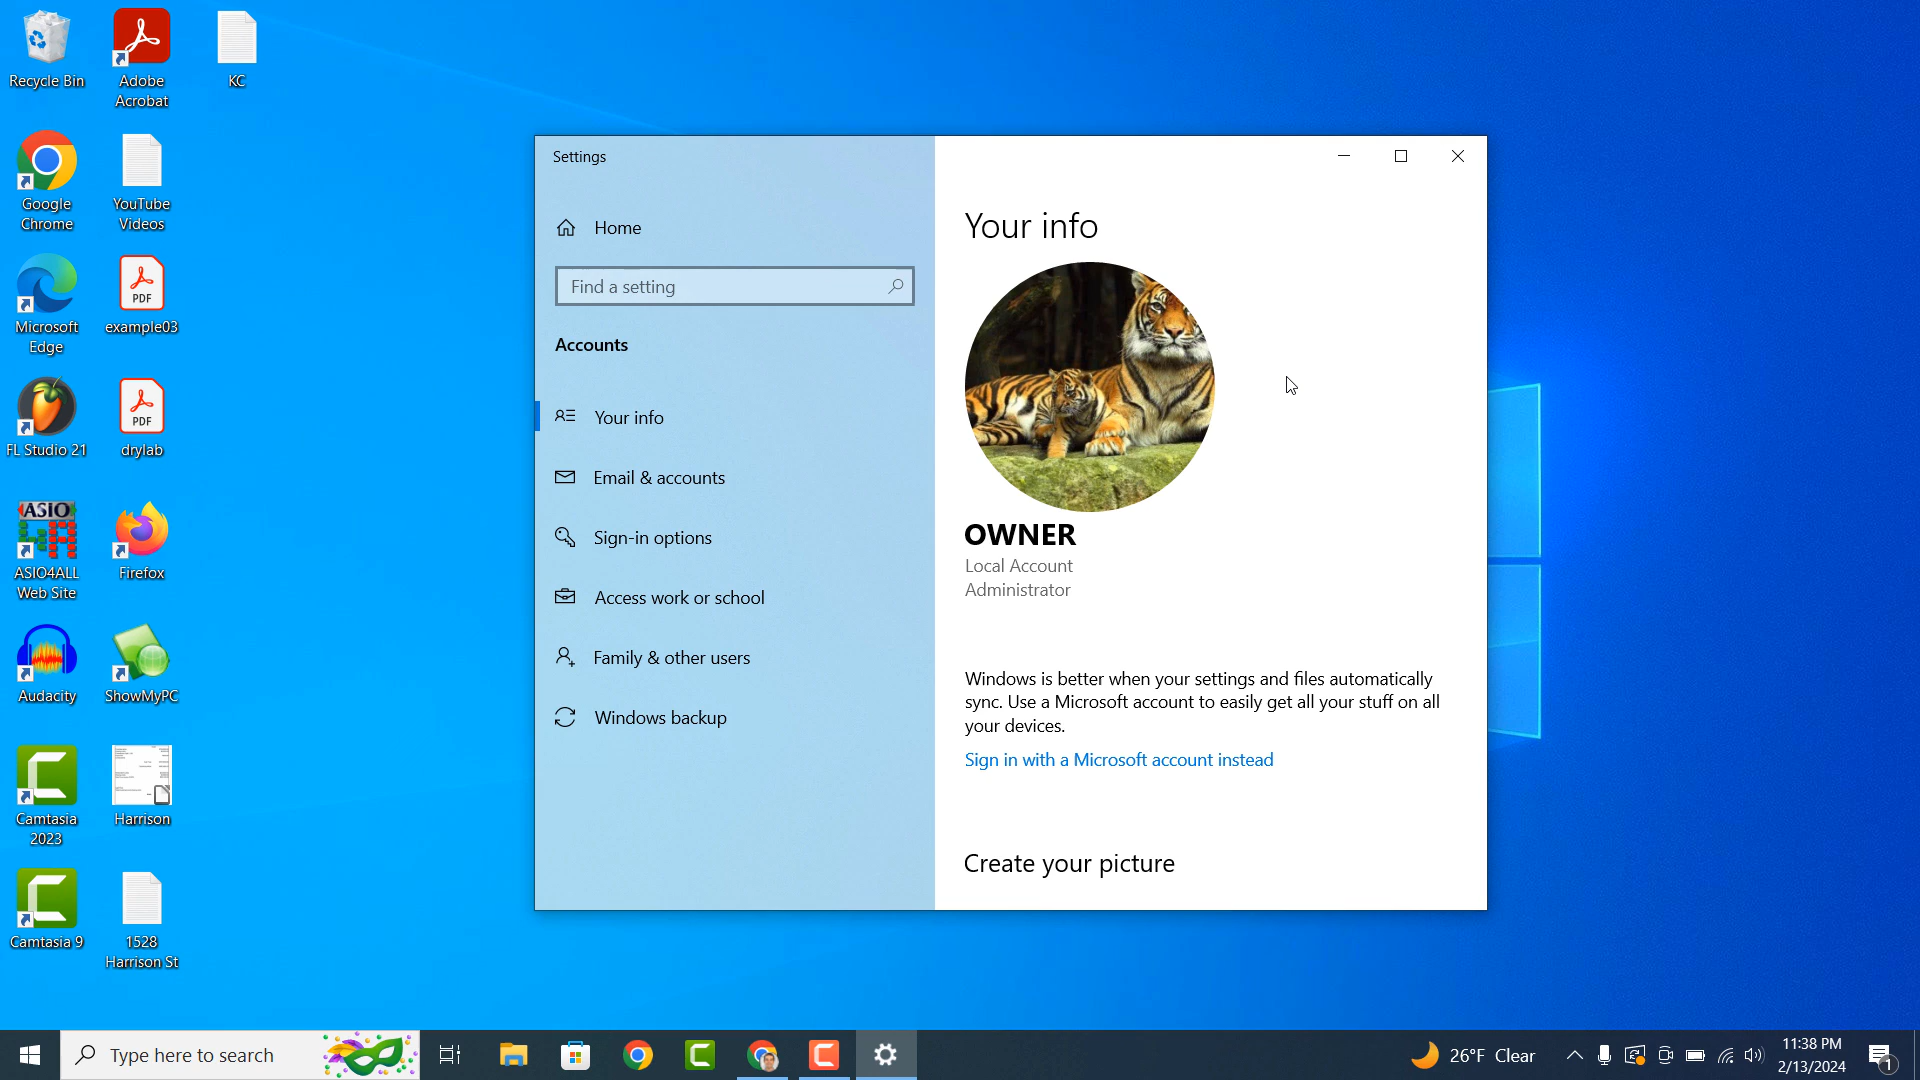 Recycle Bin
Adobe
Acrobat
KC
Google
Chrome
YouTube
Videos
Microsoft
Edge
PDF
example03
FL Studio 21
PDF
drylab
ASIO
ASIO4ALL
Web Site
Firefox
Audacity
ShowMyPC
Camtasia
2023
Harrison
Camtasia 9
1528
Harrison St
Settings
Home
Find a setting
Accounts
Your info
Email & accounts
Sign-in options
Access work or school
Family & other users
Windows backup
Your info
OWNER
Local Account
Administrator
Windows is better when your settings and files automatically
sync. Use a Microsoft account to easily get all your stuff on all
your devices.
Sign in with a Microsoft account instead
Create your picture
Type here to search
26°F Clear
11:38 PM
2/13/2024
1